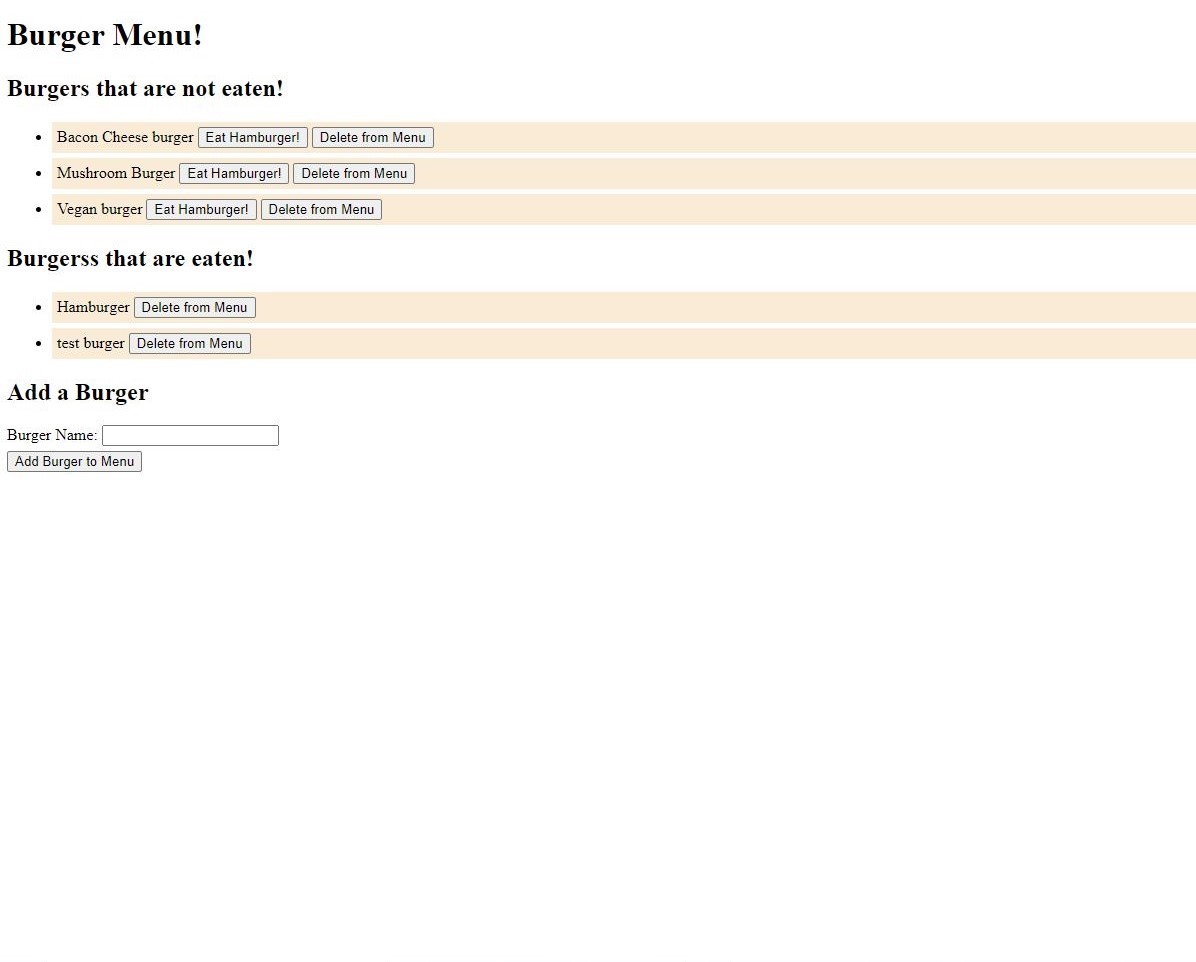 Burger Menu!
Burgers that are not eaten!
Bacon Cheese burger Eat Hamburger! Delete from Menu
Mushroom Burger Eat Hamburger! Delete from Menu
Vegan burger Eat Hamburger! Delete from Menu
Burgerss that are eaten!
Hamburger Delete from Menu
test burger Delete from Menu
Add a Burger
Burger Name:
Add Burger to Menu